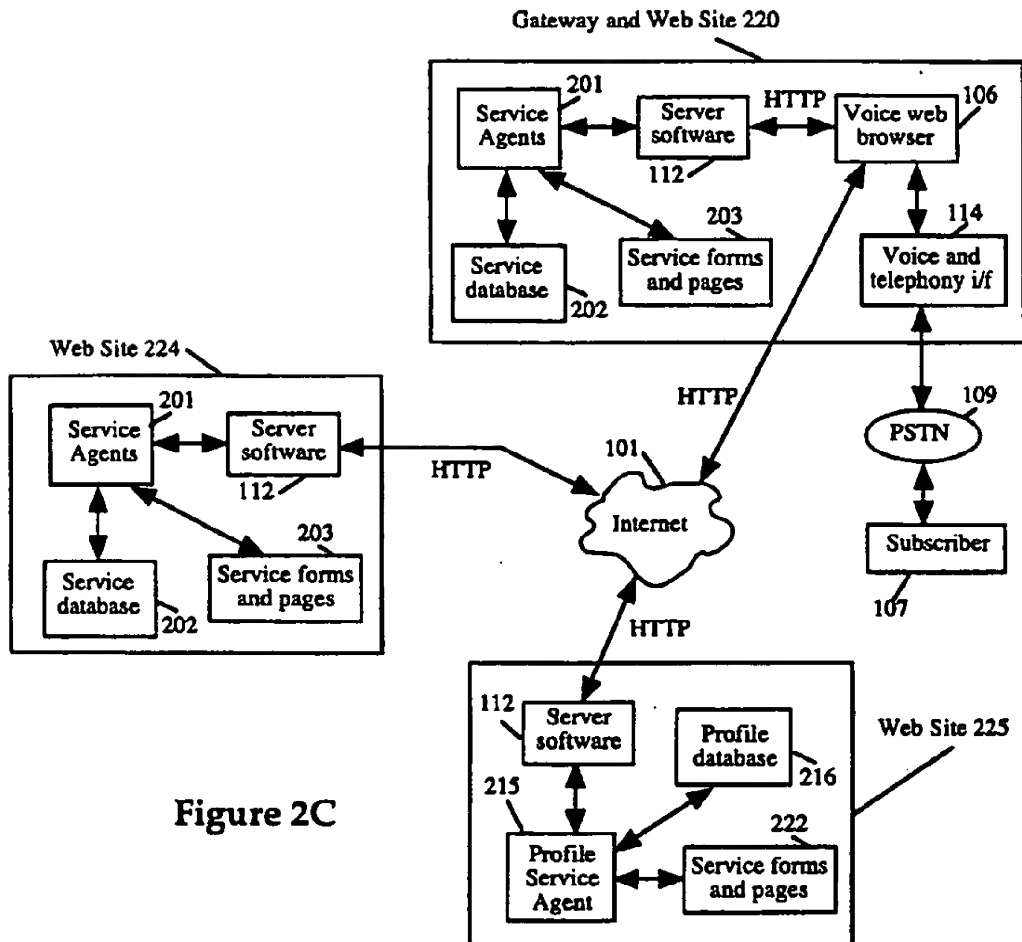 Gateway and Web Site 220
201
Service
Agents
Server
software
112
HTTP
Voice web
browser
106
203
114
Service
database
202
Service forms
and pages
Voice and
telephony i/f
Web Site 224
201
Service
Agents
Server
software
112
HTTP
HTTP
109
PSTN
101
Internet
203
Service
database
202
Service forms
and pages
Subscriber
107
HTTP
112
Server
software
Profile
database
216
Web Site 225
215
Profile
Service
Agent
222
Service forms
and pages
Figure 2C